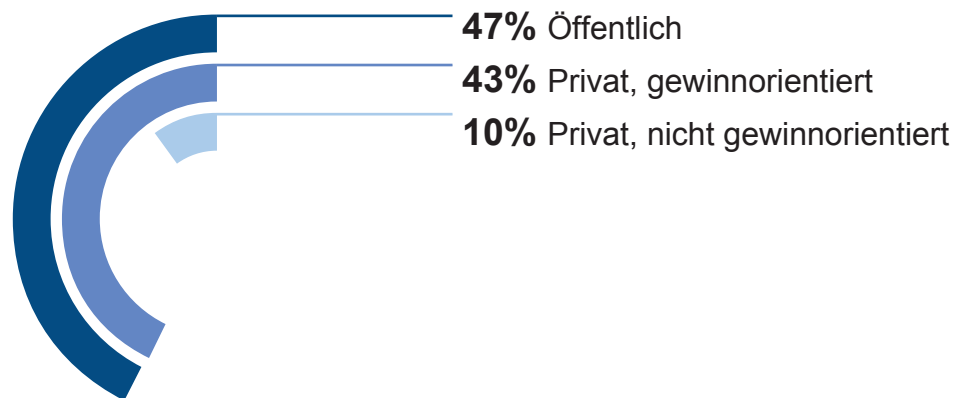 47% Öffentlich
43% Privat, gewinnorientiert
10% Privat, nicht gewinnorientiert